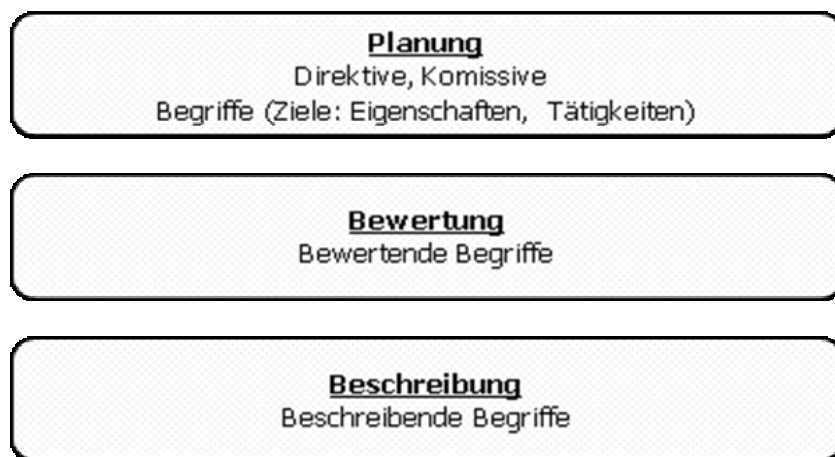 Planung
Direktive, Komissive
Begriffe (Ziele: Eigenschaften, Tätigkeiten)
Bewertung
Bewertende Begriffe
Beschreibung
Beschreibende Begriffe